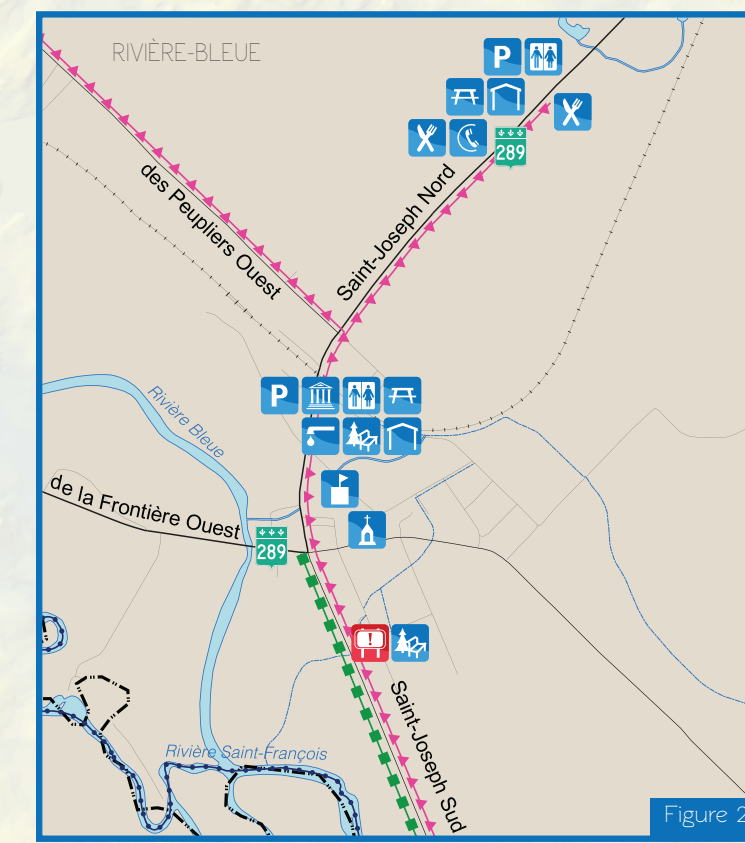 RIVIÈRE-BLEUE
P
289
des Peupliers Ouest
Saint-Joseph Nord
P
Rivière Bleue
de la Frontière Ouest
289
!
Saint-Joseph Sud
Rivière Saint-François
Figure 2